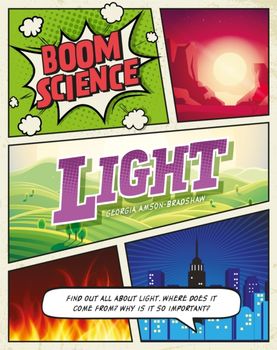 BOOM
SCIENCE
LIGHT
GEORGIA AMSON-BRADSHAW
FIND OUT ALL ABOUT LIGHT. WHERE DOES IT
COME FROM? WHY IS IT SO IMPORTANT?